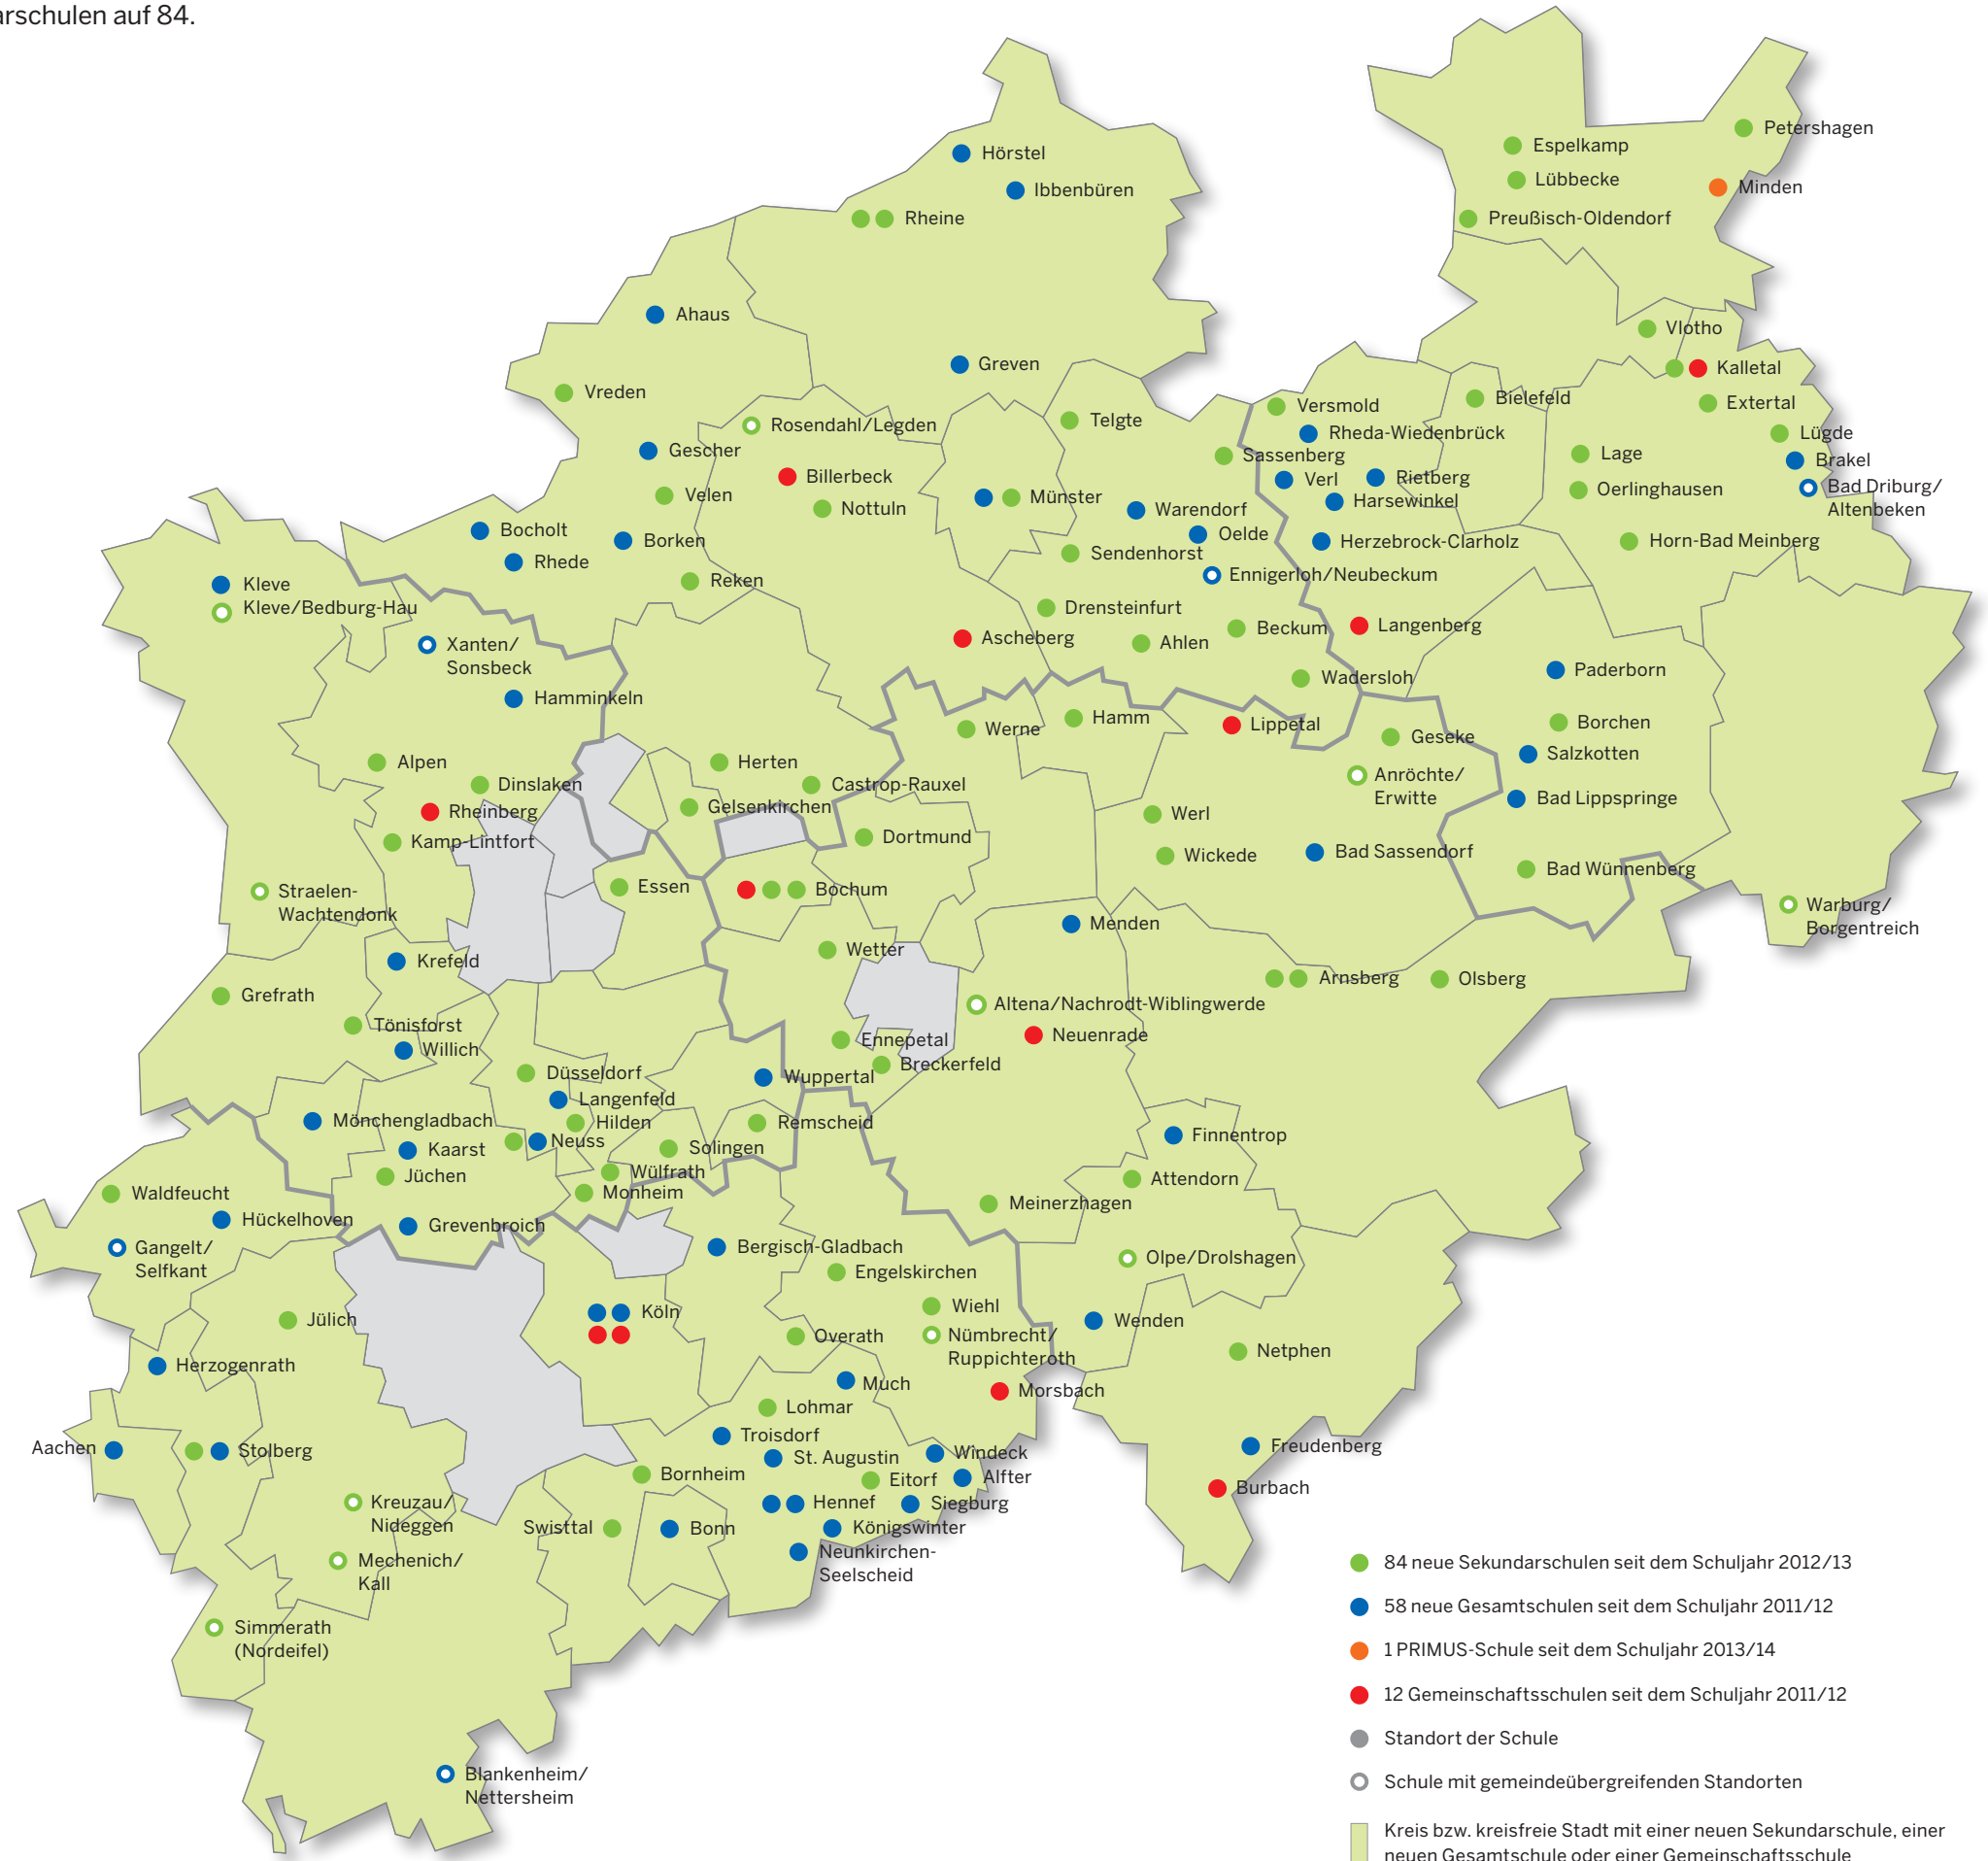 arschulen auf 84.
Petershagen
Espelkamp
Hörstel
Lübbecke
Minden
Ibbenbüren
Rheine
Preußisch-Oldendorf
Ahaus
Vlotho
Greven
Kalletal
Vreden
Bielefeld
Extertal
Versmold
Telgte
Rosendahl/Legden
Rheda-Wiedenbrück
Lügde
Gescher
Sassenberg
Lage
Brakel
Billerbeck
Verl
Rietberg
Bad Driburg/
Altenbeken
Oerlinghausen
Velen
Münster
Harsewinkel
Nottuln
Warendorf
Bocholt
Oelde
Borken
Herzebrock-Clarholz
Horn-Bad Meinberg
Sendenhorst
Rhede
Ennigerloh/Neubeckum
Kleve
Reken
Kleve/Bedburg-Hau
Drensteinfurt
Langenberg
Beckum
Ascheberg
Ahlen
Xanten/
Sonsbeck
Paderborn
Wadersloh
Hamminkeln
Hamm
Borchen
Lippetal
Werne
Geseke
Salzkotten
Alpen
Herten
Anröchte/
Erwitte
Dinslaken
Castrop-Rauxel
Bad Lippspringe
Gelsenkirchen
Rheinberg
Werl
Dortmund
Kamp-Lintfort
Bad Sassendorf
Wickede
Bad Wünnenberg
Essen
Bochum
Straelen-
Wachtendonk
Warburg/
Borgentreich
Menden
Wetter
Krefeld
Arnsberg
Olsberg
Grefrath
Altena/Nachrodt-Wiblingwerde
Tönisforst
Neuenrade
Ennepetal
Willich
Breckerfeld
Düsseldorf
Wuppertal
Langenfeld
Mönchengladbach
Hilden
Remscheid
Finnentrop
Neuss
Kaarst
Solingen
Jüchen
Wülfrath
Attendorn
Waldfeucht
Monheim
Meinerzhagen
Hückelhoven
Grevenbroich
Gangelt/
Selfkant
Bergisch-Gladbach
Olpe/Drolshagen
Engelskirchen
Wiehl
Köln
Jülich
Wenden
Overath
Nümbrecht/
Ruppichteroth
Netphen
Herzogenrath
Much
Morsbach
Lohmar
Troisdorf
Aachen
Stolberg
Freudenberg
Windeck
St. Augustin
Bornheim
Eitorf
Alfter
Burbach
Kreuzau/
Nideggen
Hennef
Siegburg
Swisttal
Bonn
Königswinter
Neunkirchen-
Seelscheid
Mechenich/
Kall
Simmerath
(Nordeifel)
Blankenheim/
Nettersheim
84 neue Sekundarschulen seit dem Schuljahr 2012/13
58 neue Gesamtschulen seit dem Schuljahr 2011/12
1 PRIMUS-Schule seit dem Schuljahr 2013/14
12 Gemeinschaftsschulen seit dem Schuljahr 2011/12
Standort der Schule
Schule mit gemeindeübergreifenden Standorten
Kreis bzw. kreisfreie Stadt mit einer neuen Sekundarschule, einer
neuen Gesamtschule oder einer Gemeinschaftsschule